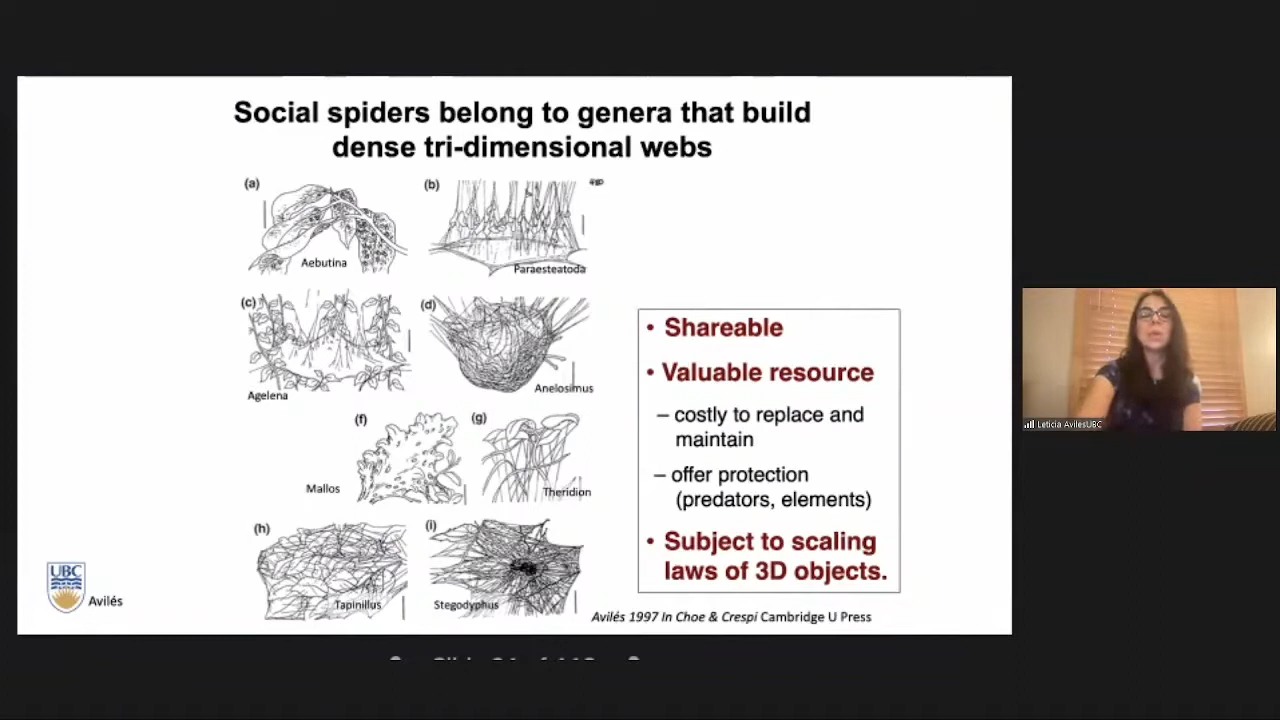 Social spiders belong to genera that build
dense tri-dimensional webs
(a)
Aebutina
(b)
Paraesteatoda
(c)
Agelena
(d)
Anelosimus
(f)
Mallos
(g)
Theridion
(h)
Tapinillus
(i)
Stegodyphus
• Shareable
• Valuable resource
– costly to replace and
maintain
– offer protection
(predators, elements)
• Subject to scaling
laws of 3D objects.
UBC
Avilés
Avilés 1997 In Choe & Crespi Cambridge U Press
Leticia AvilesUBC